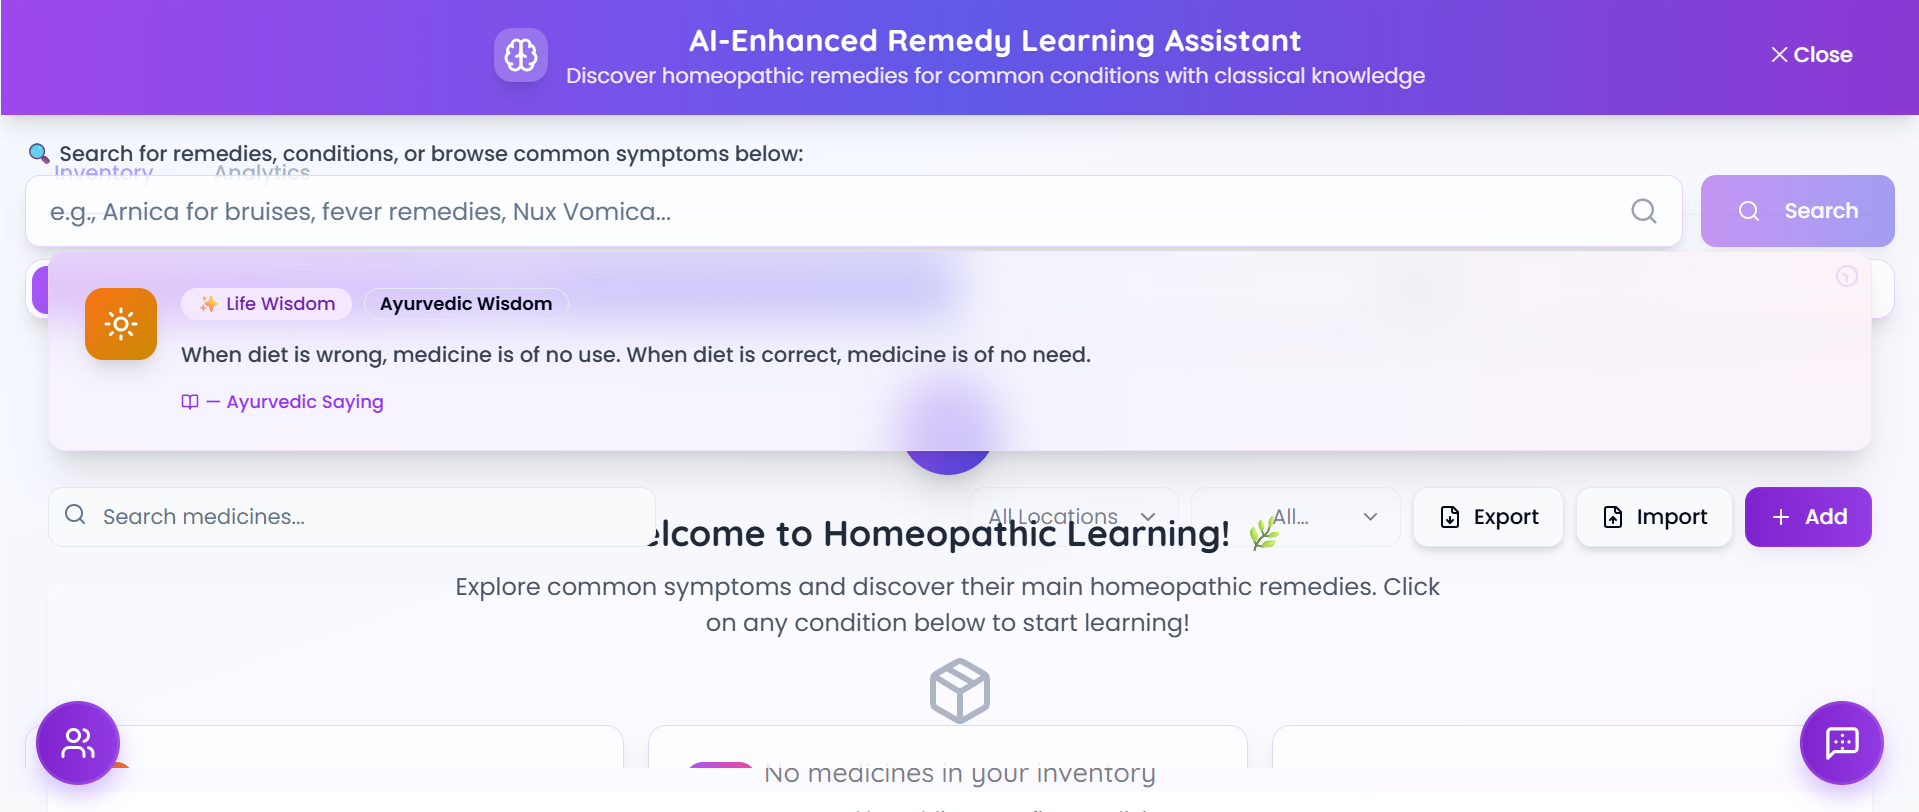 AI-Enhanced Remedy Learning Assistant
Discover homeopathic remedies for common conditions with classical knowledge
Close
Search for remedies, conditions, or browse common symptoms below:
Inventory
Analytics
e.g., Arnica for bruises, fever remedies, Nux Vomica...
Search
Life Wisdom
Ayurvedic Wisdom
When diet is wrong, medicine is of no use. When diet is correct, medicine is of no need.
— Ayurvedic Saying
Search medicines...
All Locations
All...
Export
Import
Add
elcome to Homeopathic Learning!
Explore common symptoms and discover their main homeopathic remedies. Click
on any condition below to start learning!
No medicines in your inventory